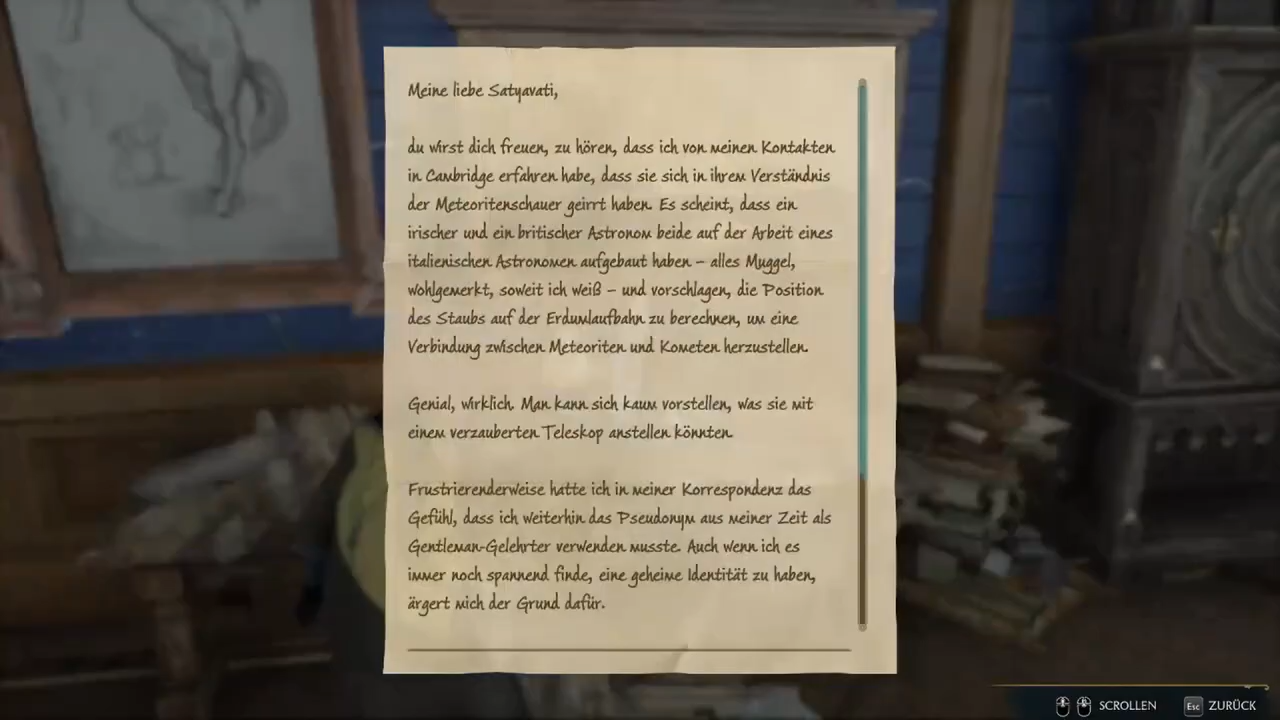 Meine liebe Satyavati,
du wirst dich freuen, zu hören, dass ich von meinen Kontakten
in Cambridge erfahren habe, dass sie sich in ihrem Verständnis
der Meteoritenschauer geirrt haben. Es scheint, dass ein
irischer und ein britischer Astronom beide auf der Arbeit eines
italienischen Astronomen aufgebaut haben – alles Muggel,
wohlgemerkt, soweit ich weiß – und vorschlagen, die Position
des Staubs auf der Erdumlaufbahn zu berechnen, um eine
Verbindung zwischen Meteoriten und Kometen herzustellen.
Genial, wirklich. Man kann sich kaum vorstellen, was sie mit
einem verzauberten Teleskop anstellen könnten.
Frustrierenderweise hatte ich in meiner Korrespondenz das
Gefühl, dass ich weiterhin das Pseudonym aus meiner Zeit als
Gentleman-Gelehrter verwenden musste. Auch wenn ich es
immer noch spannend finde, eine geheime Identität zu haben,
ärgert mich der Grund dafür.
SCROLLEN Esc ZURÜCK